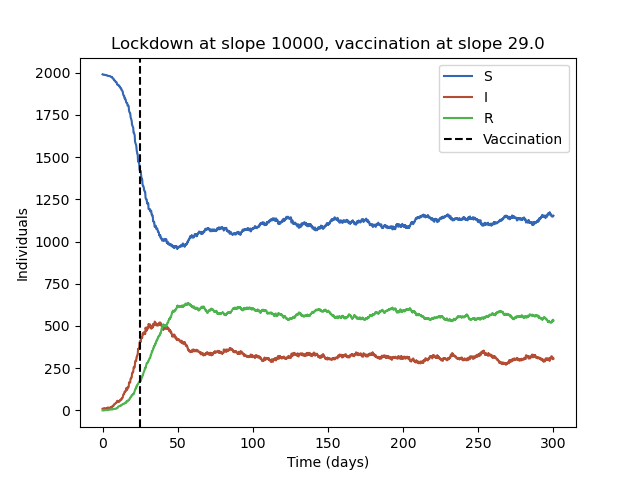 Lockdown at slope 10000, vaccination at slope 29.0
2000
1750
1500
1250
1000
750
500
250
0
Individuals
S
I
R
Vaccination
0 50 100 150 200 250 300
Time (days)